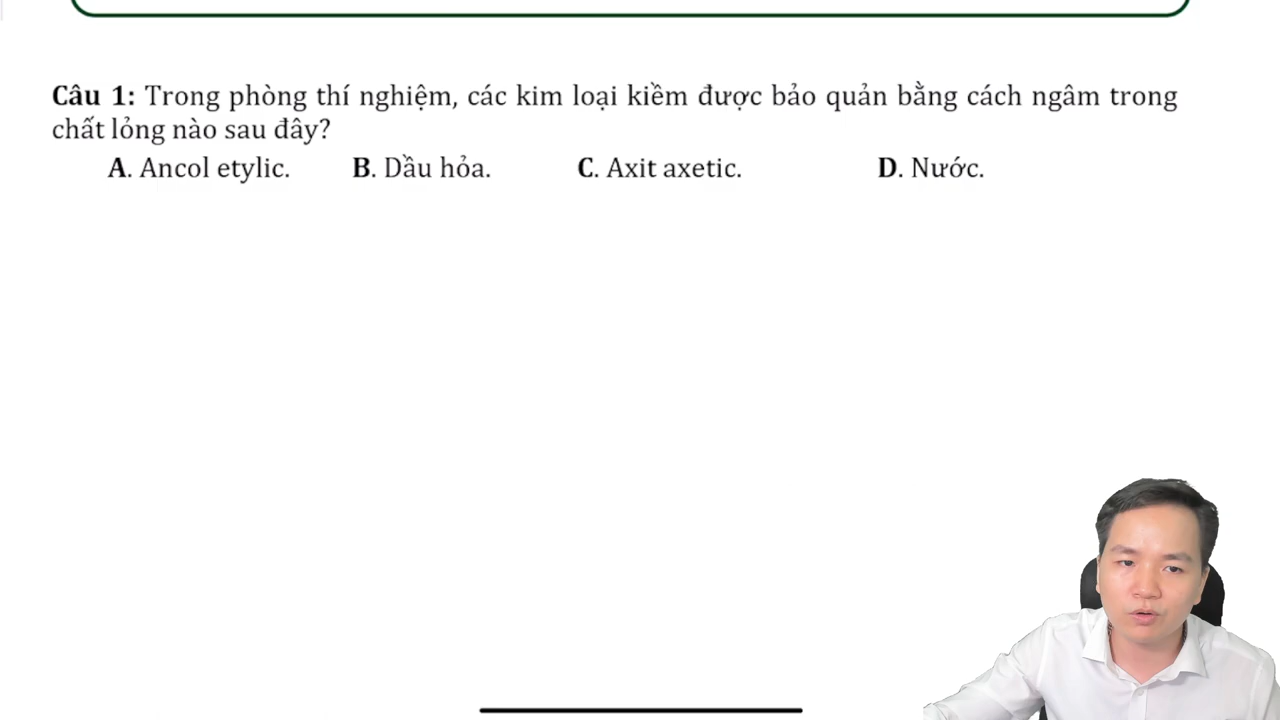 Câu 1: Trong phòng thí nghiệm, các kim loại kiềm được bảo quản bằng cách ngâm trong
chất lỏng nào sau đây?
A. Ancol etylic. B. Dầu hỏa. C. Axit axetic. D. Nước.